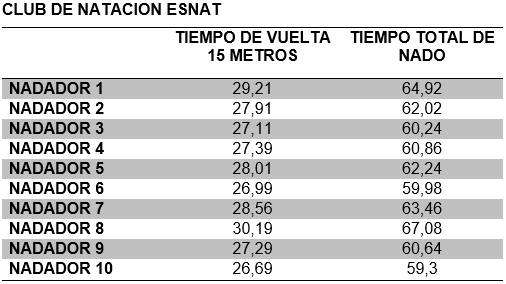 CLUB DE NATACION ESNAT
TIEMPO DE VUELTA 15 METROS TIEMPO TOTAL DE NADO
NADADOR 1 29,21 64,92
NADADOR 2 27,91 62,02
NADADOR 3 27,11 60,24
NADADOR 4 27,39 60,86
NADADOR 5 28,01 62,24
NADADOR 6 26,99 59,98
NADADOR 7 28,56 63,46
NADADOR 8 30,19 67,08
NADADOR 9 27,29 60,64
NADADOR 10 26,69 59,3